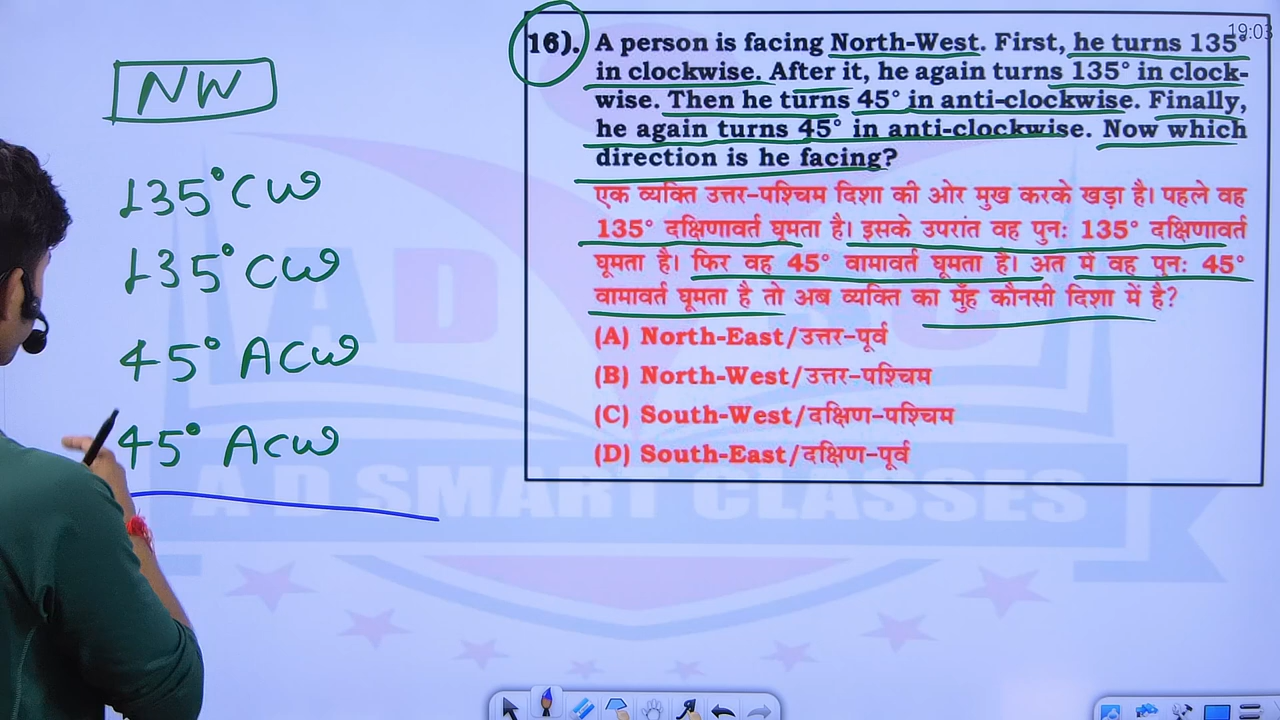 19:03
NW
135° CW
135° CW
45° ACW
45° ACW
16). A person is facing North-West. First, he turns 135°
in clockwise. After it, he again turns 135° in clock-
wise. Then he turns 45° in anti-clockwise. Finally,
he again turns 45° in anti-clockwise. Now which
direction is he facing?
एक व्यक्ति उत्तर-पश्चिम दिशा की ओर मुख करके खड़ा है। पहले वह
135° दक्षिणावर्त घूमता है। इसके उपरांत वह पुनः 135° दक्षिणावर्त
घूमता है। फिर वह 45° वामावर्त घूमता है। अंत में वह पुनः 45°
वामावर्त घूमता है तो अब व्यक्ति का मुँह कौनसी दिशा में है?
(A) North-East/उत्तर-पूर्व
(B) North-West/उत्तर-पश्चिम
(C) South-West/दक्षिण-पश्चिम
(D) South-East/दक्षिण-पूर्व
AD SMART CLASSES